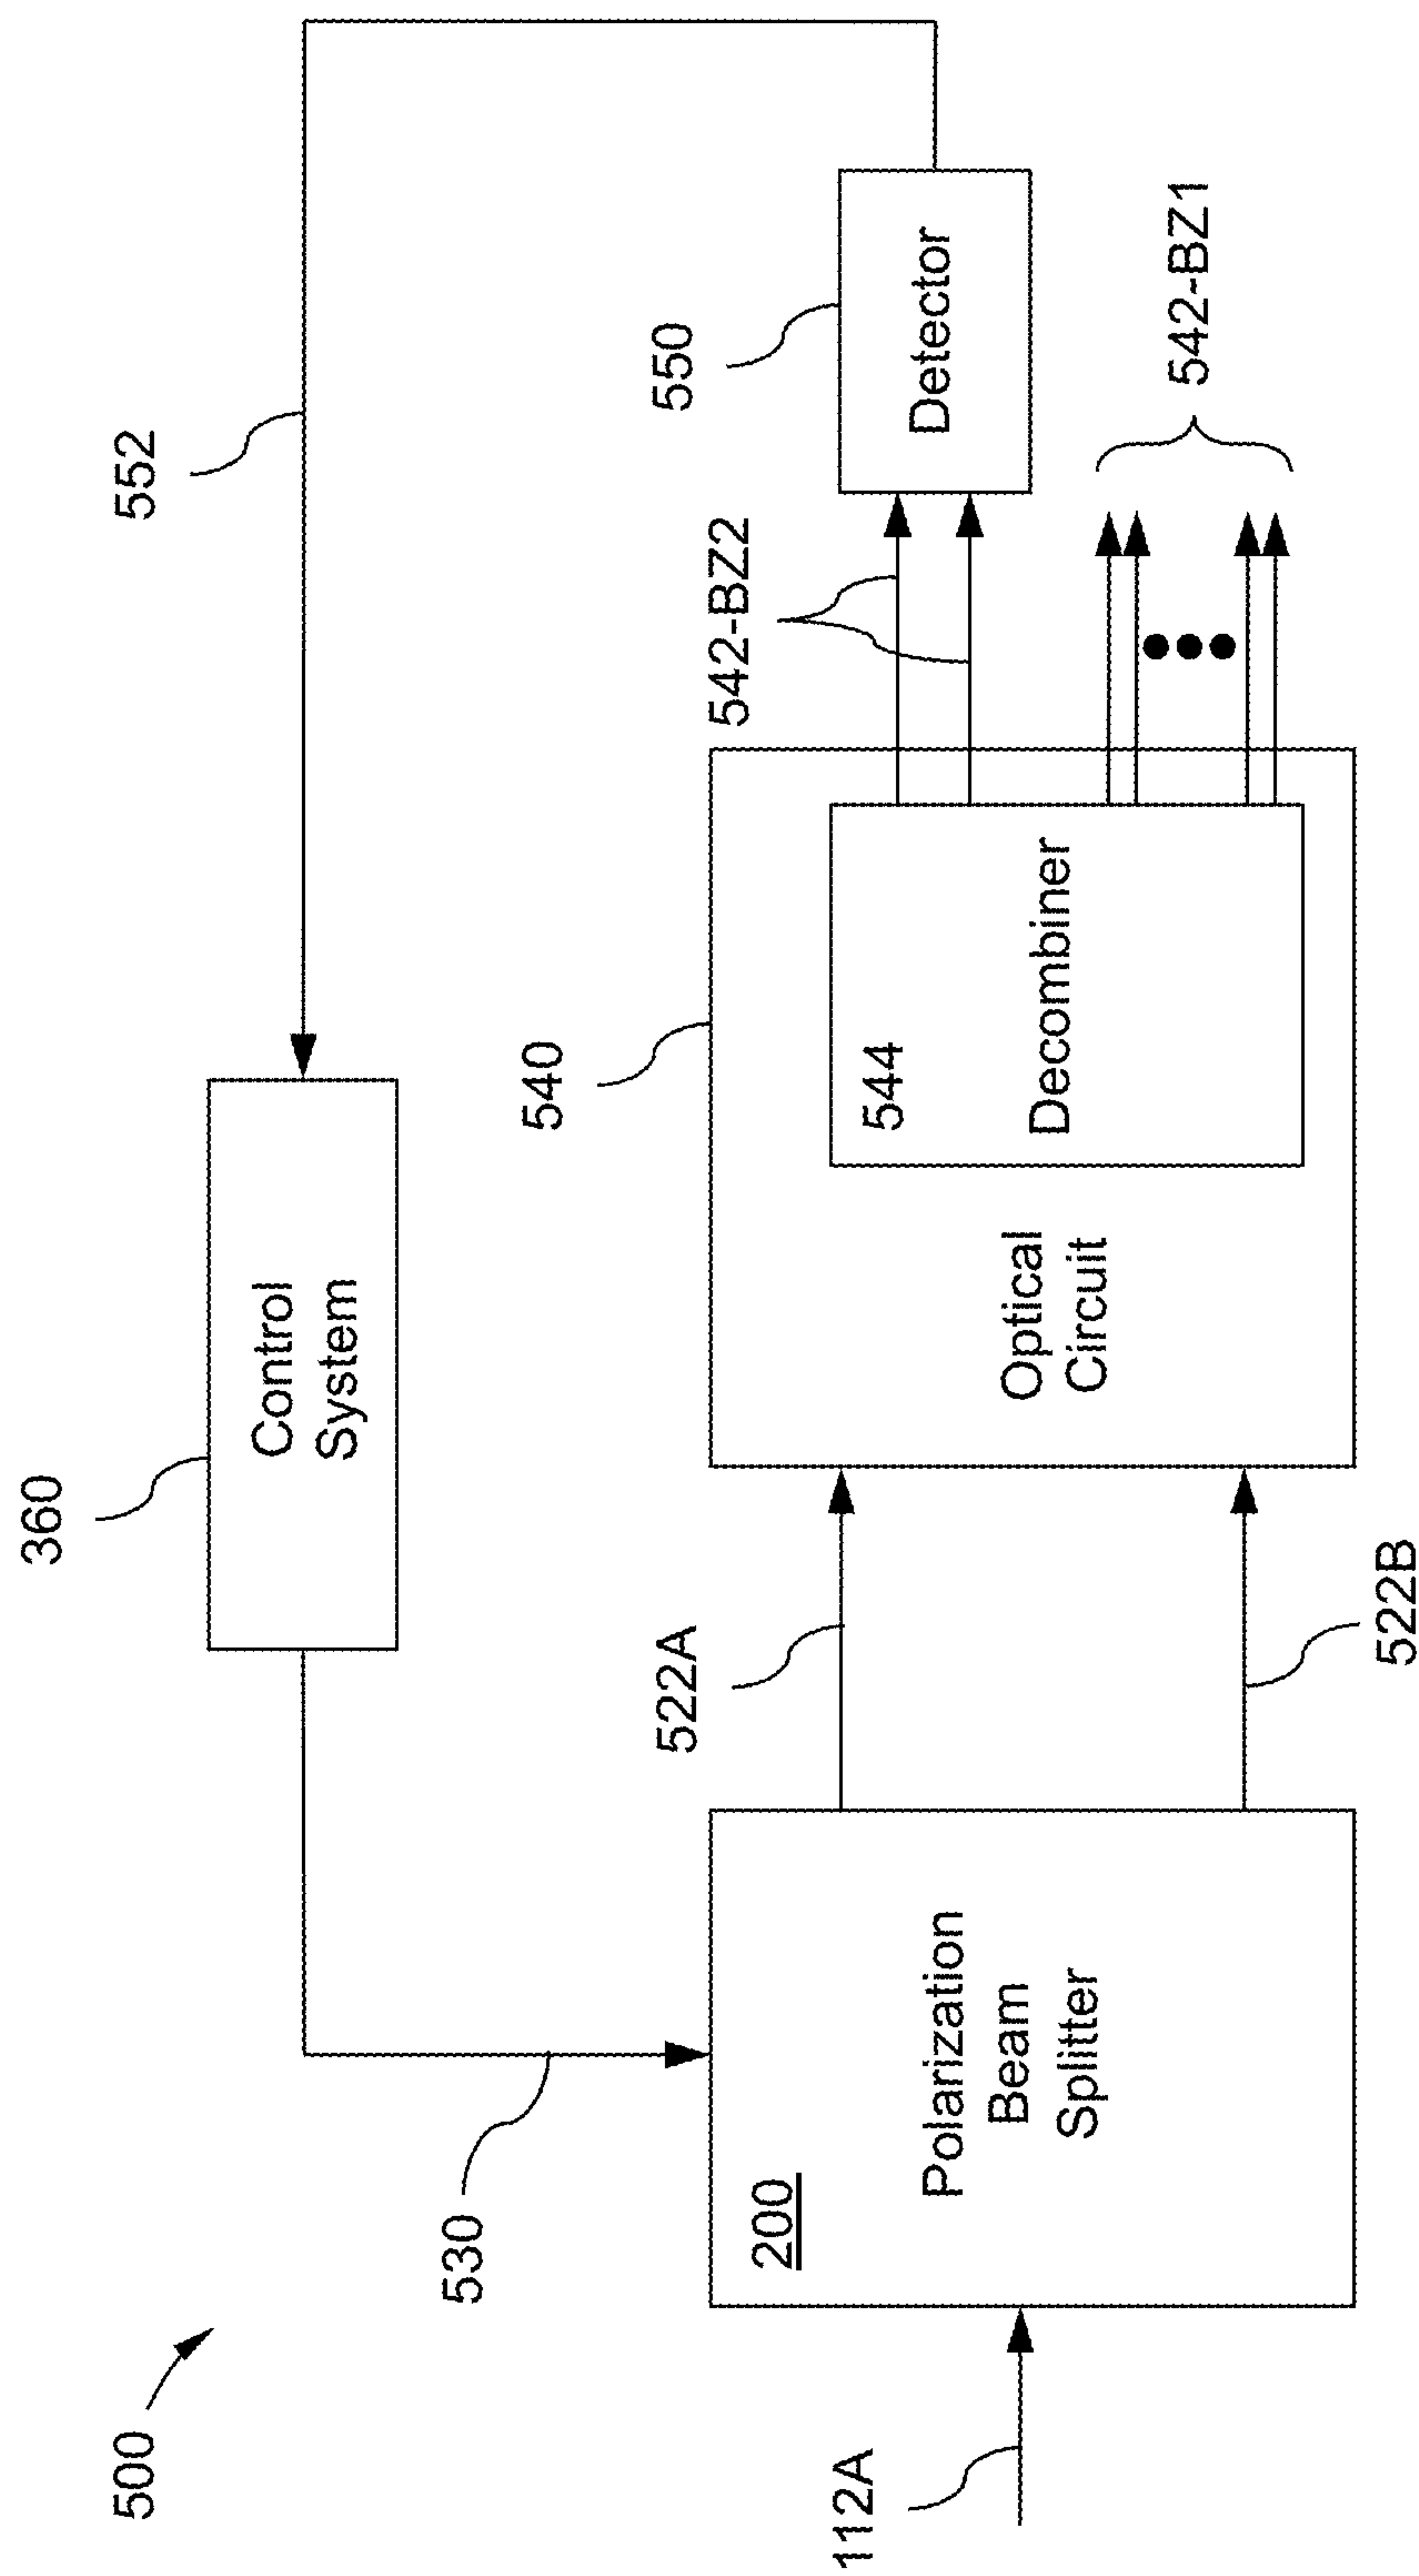 500
360
Control
System
552
530
200
Polarization
Beam
Splitter
112A
522A
522B
540
Optical
Circuit
544
Decombiner
542-BZ2
550
Detector
542-BZ1